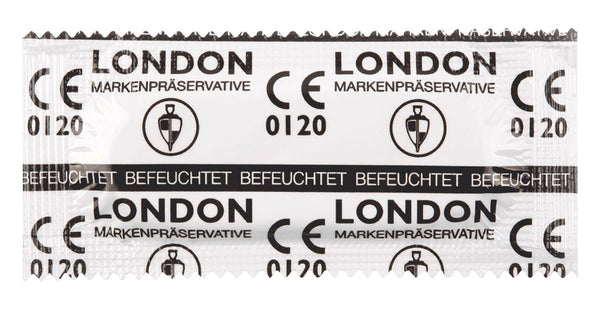 LONDON LONDON
MARKENPRÄSERVATIVE MARKENPRÄSERVATIVE
CE CE CE
0120 0120 0120
BEFEUCHTET BEFEUCHTET BEFEUCHTET BEFEUCHTET BEFEUCHTET
LONDON LONDON
MARKENPRÄSERVATIVE MARKENPRÄSERVATIVE
CE CE CE
0120 0120 0120